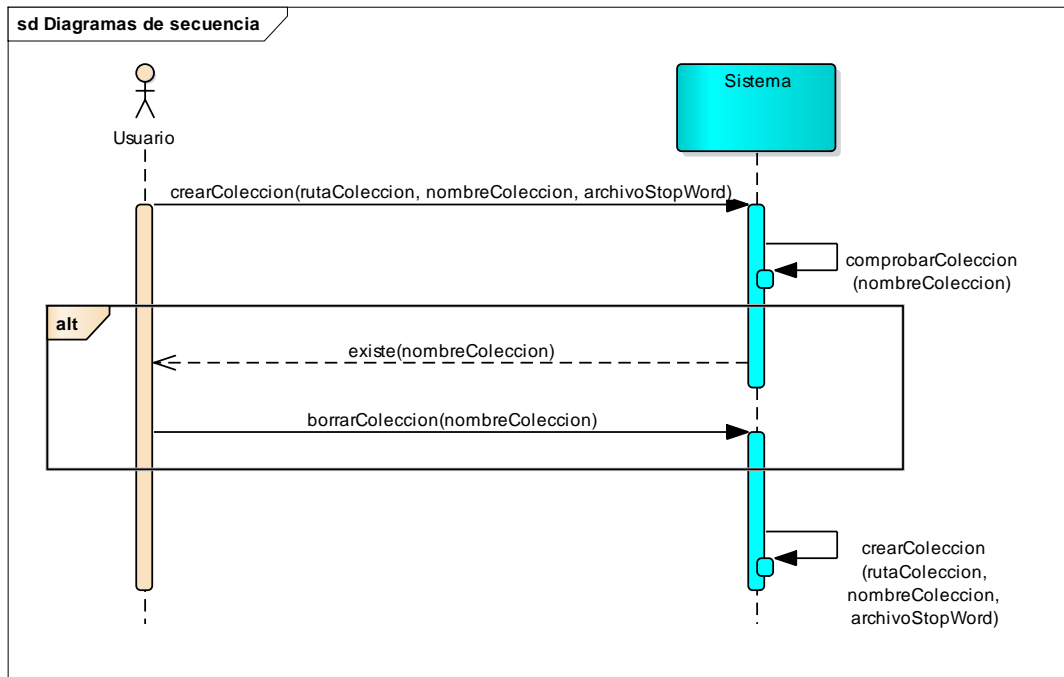 sd Diagramas de secuencia
Usuario
Sistema
crearColeccion(rutaColeccion, nombreColeccion, archivoStopWord)
comprobarColeccion
(nombreColeccion)
alt
existe(nombreColeccion)
borrarColeccion(nombreColeccion)
crearColeccion
(rutaColeccion,
nombreColeccion,
archivoStopWord)